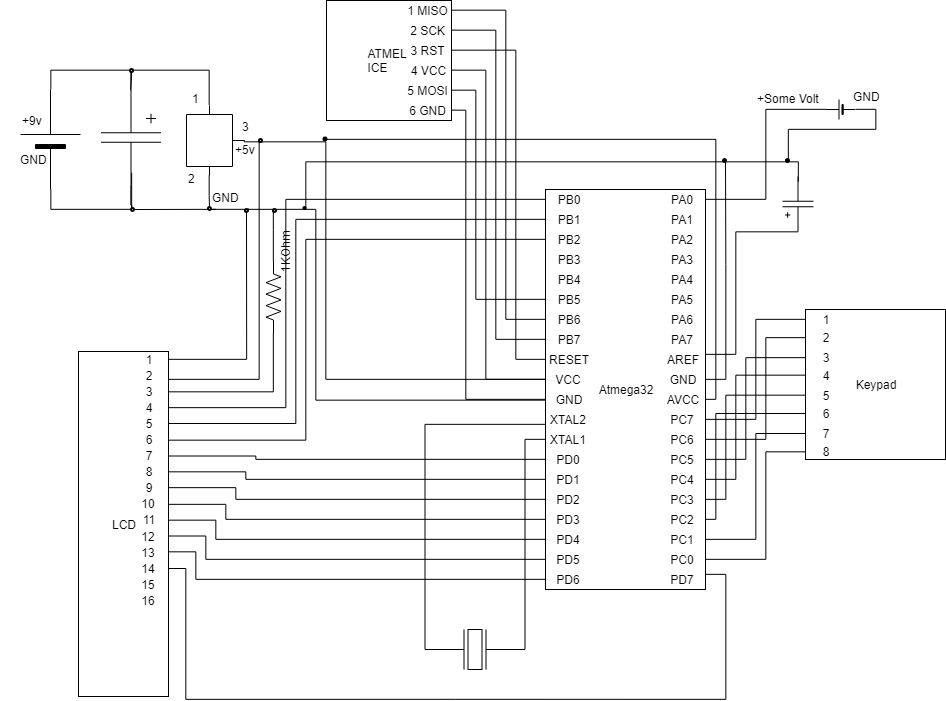 1 MISO
2 SCK
3 RST
4 VCC
5 MOSI
6 GND
ATMEL
ICE
+9v
GND
+
1
2
3
+5v
GND
1KOhm
+Some Volt
GND
+
PB0
PB1
PB2
PB3
PB4
PB5
PB6
PB7
RESET
VCC
GND
XTAL2
XTAL1
PD0
PD1
PD2
PD3
PD4
PD5
PD6
Atmega32
PA0
PA1
PA2
PA3
PA4
PA5
PA6
PA7
AREF
GND
AVCC
PC7
PC6
PC5
PC4
PC3
PC2
PC1
PC0
PD7
1
2
3
4
5
6
7
8
Keypad
LCD
1
2
3
4
5
6
7
8
9
10
11
12
13
14
15
16